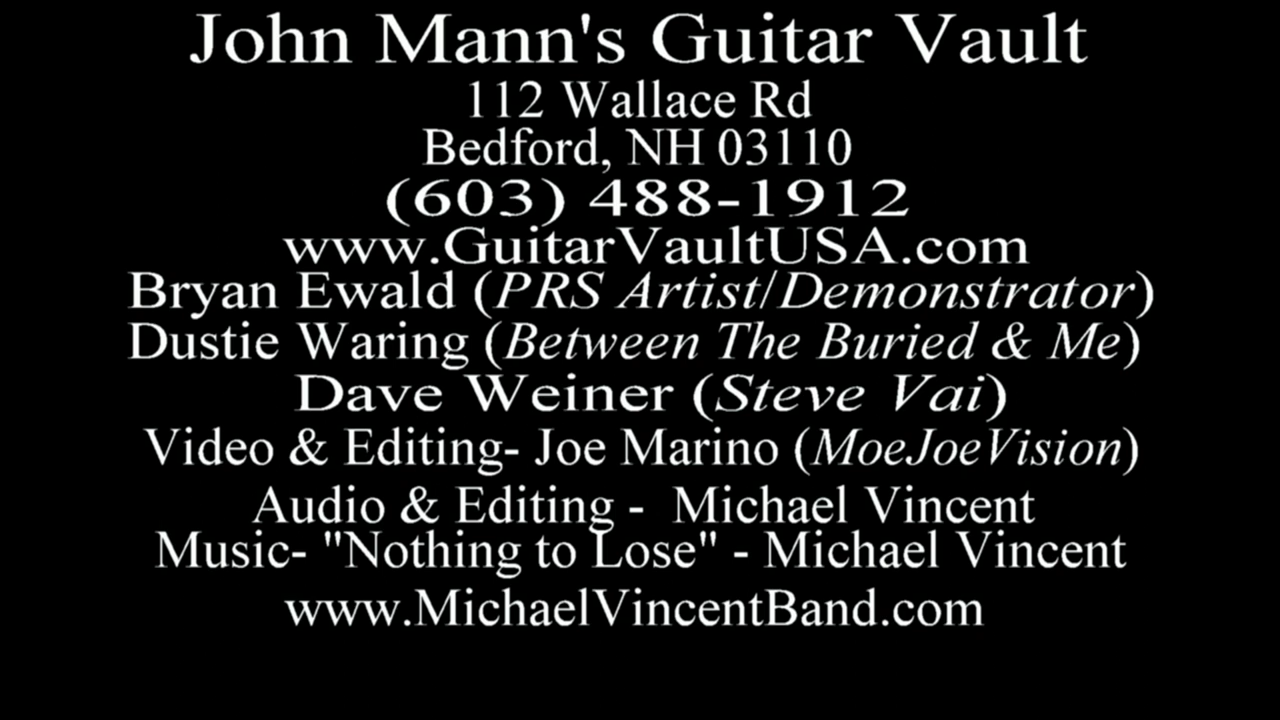 John Mann's Guitar Vault
112 Wallace Rd
Bedford, NH 03110
(603) 488-1912
www.GuitarVaultUSA.com
Bryan Ewald (PRS Artist/Demonstrator)
Dustie Waring (Between The Buried & Me)
Dave Weiner (Steve Vai)
Video & Editing- Joe Marino (MoeJoeVision)
Audio & Editing -  Michael Vincent
Music- "Nothing to Lose" - Michael Vincent
www.MichaelVincentBand.com